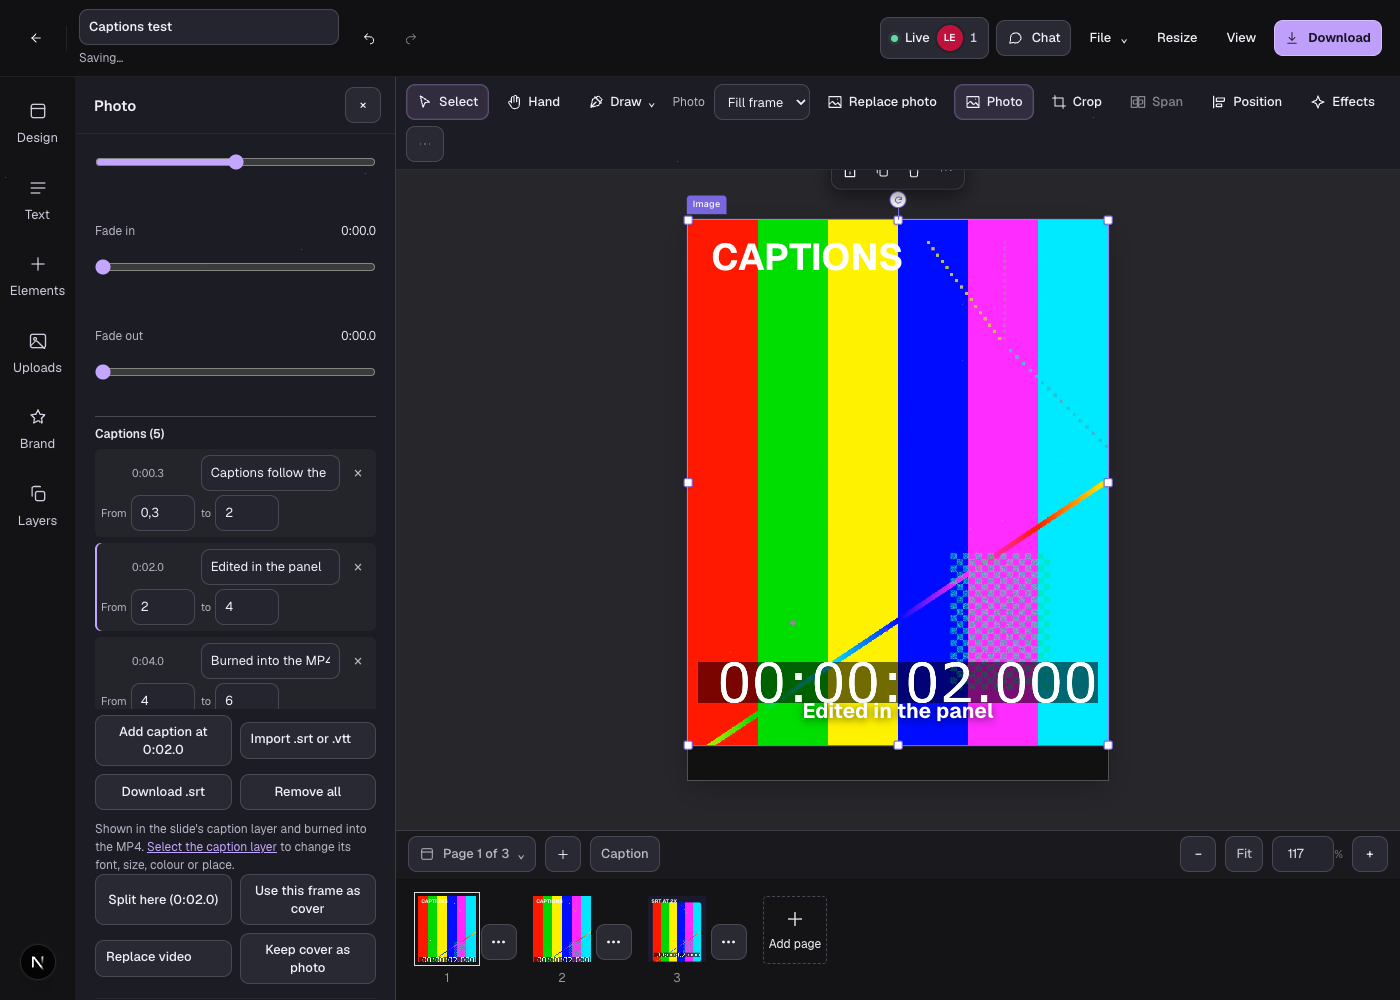 Captions test
Saving...
Live LE 1
Chat
File
Resize
View
Download
Design
Text
Elements
Uploads
Brand
Layers
Photo
×
Fade in 0:00.0
Fade out 0:00.0
Captions (5)
0:00.3 Captions follow the ×
From 0,3 to 2
0:02.0 Edited in the panel ×
From 2 to 4
0:04.0 Burned into the MP4 ×
From 4 to 6
Add caption at
0:02.0
Import .srt or .vtt
Download .srt
Remove all
Shown in the slide's caption layer and burned into
the MP4. Select the caption layer to change its
font, size, colour or place.
Split here (0:02.0)
Use this frame as
cover
Replace video
Keep cover as
photo
N
Select
Hand
Draw
Photo
Fill frame
Replace photo
Photo
Crop
Span
Position
Effects
...
Image
CAPTIONS
00:00:02.000
Edited in the panel
Page 1 of 3
+
Caption
−
Fit
117 %
+
CAPTIONS
1
CAPTIONS
2
SRT AT 2X
3
Add page